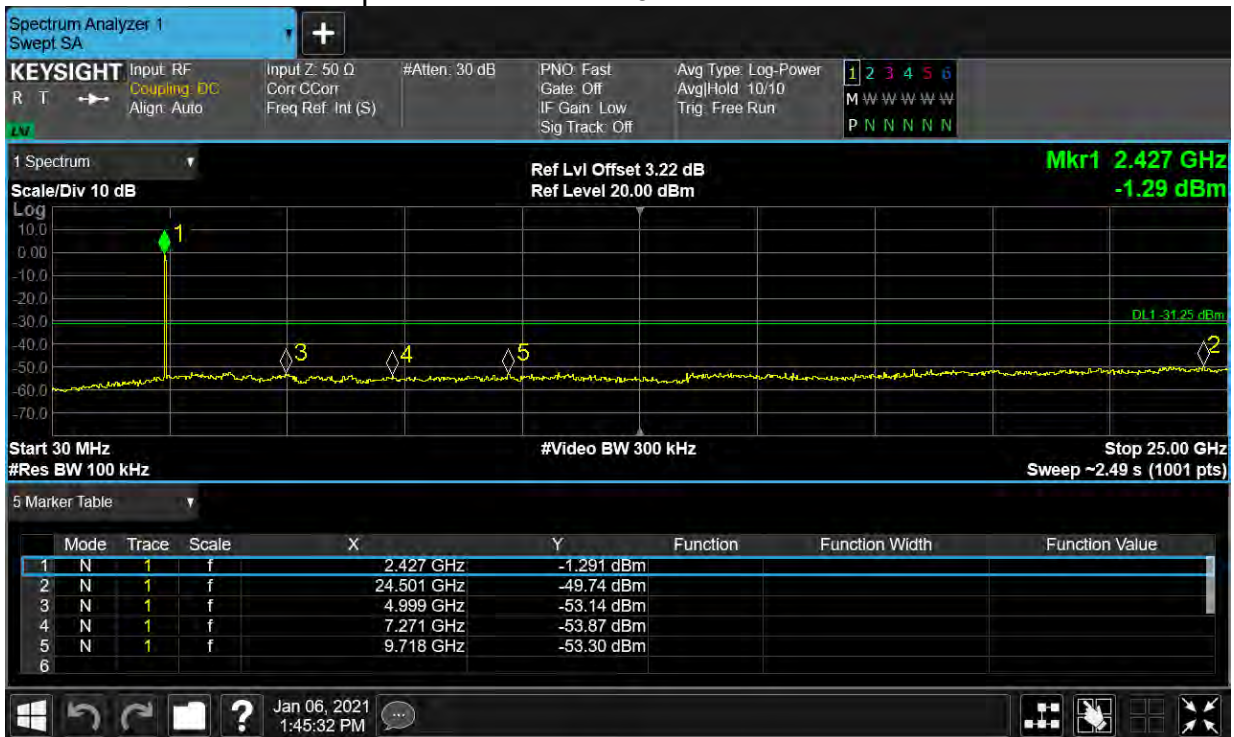 Spectrum Analyzer 1
Swept SA
+
KEYSIGHT Input: RF Input Z: 50 Ω #Atten: 30 dB PNO: Fast Avg Type: Log-Power 1 2 3 4 5 6
R T Coupling: DC Corr CCorr Gate: Off Avg|Hold: 10/10 M W W W W W
Align: Auto Freq Ref: Int (S) IF Gain: Low Trig: Free Run
LXI Sig Track: Off P N N N N N
1 Spectrum Ref Lvl Offset 3.22 dB Mkr1 2.427 GHz
Scale/Div 10 dB Ref Level 20.00 dBm -1.29 dBm
Log
10.0
1
0.00
-10.0
-20.0
-30.0 DL1 -31.25 dBm
-40.0
3 4 5 2
-50.0
-60.0
-70.0
Start 30 MHz #Video BW 300 kHz Stop 25.00 GHz
#Res BW 100 kHz Sweep ~2.49 s (1001 pts)
5 Marker Table
Mode Trace Scale X Y Function Function Width Function Value
1 N 1 f 2.427 GHz -1.291 dBm
2 N 1 f 24.501 GHz -49.74 dBm
3 N 1 f 4.999 GHz -53.14 dBm
4 N 1 f 7.271 GHz -53.87 dBm
5 N 1 f 9.718 GHz -53.30 dBm
6
? Jan 06, 2021
1:45:32 PM